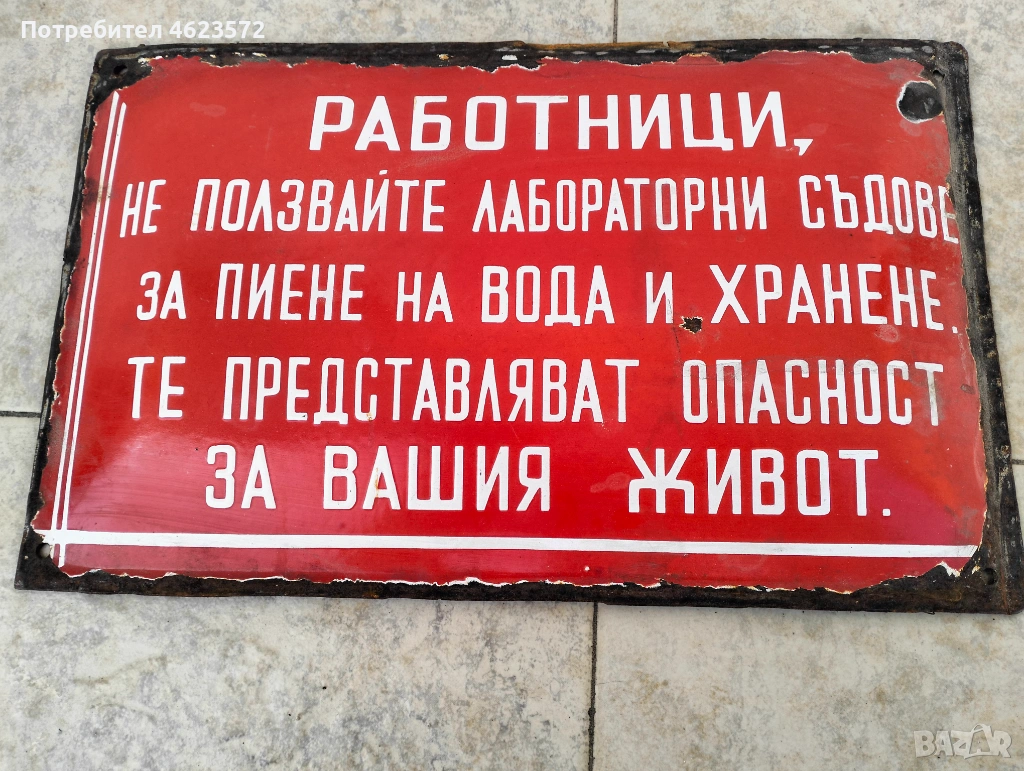 Потребител 4623572
РАБОТНИЦИ,
НЕ ПОЛЗВАЙТЕ ЛАБОРАТОРНИ СЪДОВЕ
ЗА ПИЕНЕ НА ВОДА И ХРАНЕНЕ.
ТЕ ПРЕДСТАВЛЯВАТ ОПАСНОСТ
ЗА ВАШИЯ ЖИВОТ.
BAZAR